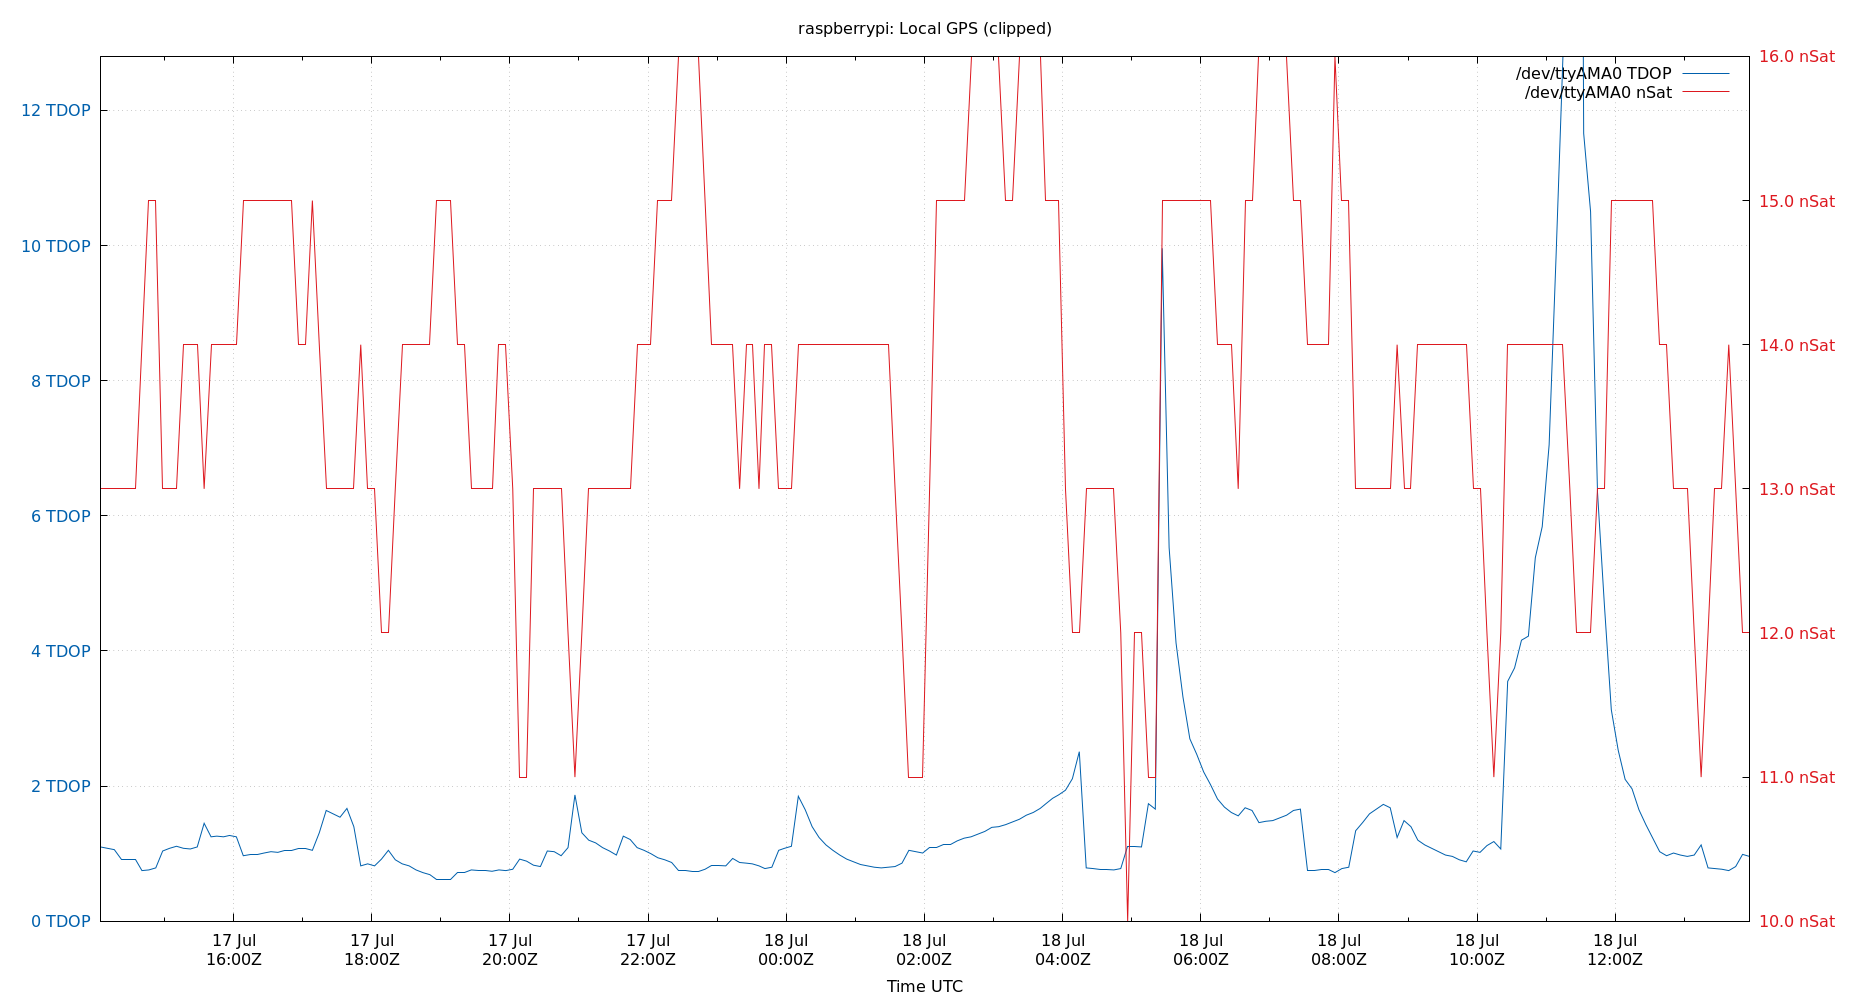 raspberrypi: Local GPS (clipped)
/dev/ttyAMA0 TDOP
/dev/ttyAMA0 nSat
12 TDOP
10 TDOP
8 TDOP
6 TDOP
4 TDOP
2 TDOP
0 TDOP
16.0 nSat
15.0 nSat
14.0 nSat
13.0 nSat
12.0 nSat
11.0 nSat
10.0 nSat
17 Jul
16:00Z
17 Jul
18:00Z
17 Jul
20:00Z
17 Jul
22:00Z
18 Jul
00:00Z
18 Jul
02:00Z
18 Jul
04:00Z
18 Jul
06:00Z
18 Jul
08:00Z
18 Jul
10:00Z
18 Jul
12:00Z
Time UTC